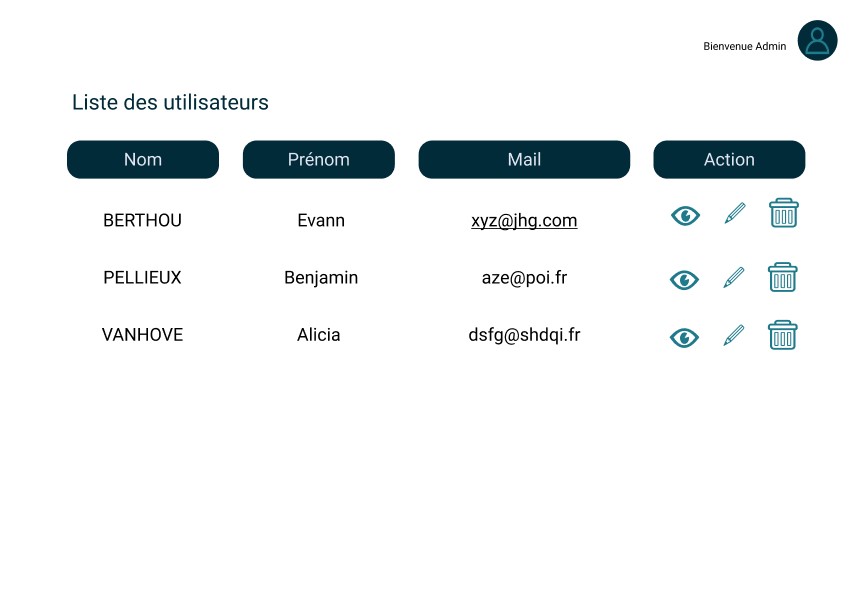 Bienvenue Admin
Liste des utilisateurs
Nom Prénom Mail Action
BERTHOU Evann xyz@jhg.com
PELLIEUX Benjamin aze@poi.fr
VANHOVE Alicia dsfg@shdqi.fr